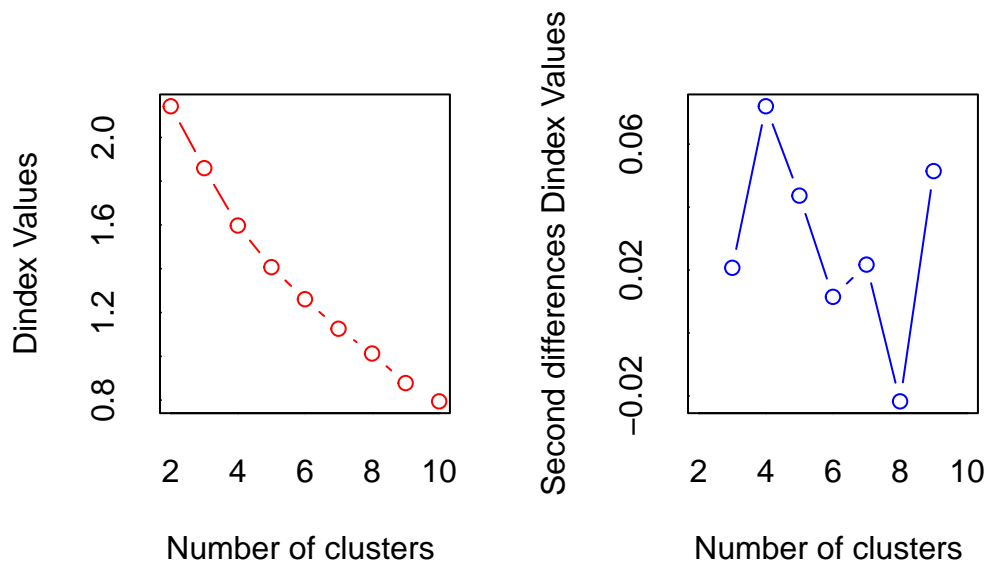 Dindex Values
2.0
1.6
1.2
0.8
2 4 6 8 10
Number of clusters
Second differences Dindex Values
0.06
0.02
−0.02
2 4 6 8 10
Number of clusters